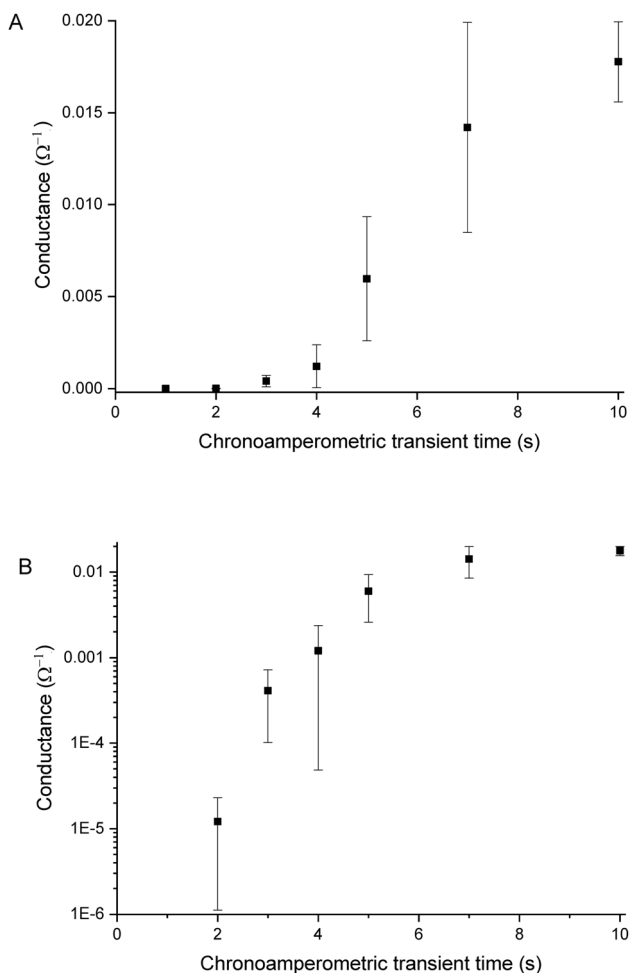 A
Conductance (Ω⁻¹)
0.020
0.015
0.010
0.005
0.000
0 2 4 6 8 10
Chronoamperometric transient time (s)
B
Conductance (Ω⁻¹)
0.01
0.001
1E-4
1E-5
1E-6
0 2 4 6 8 10
Chronoamperometric transient time (s)